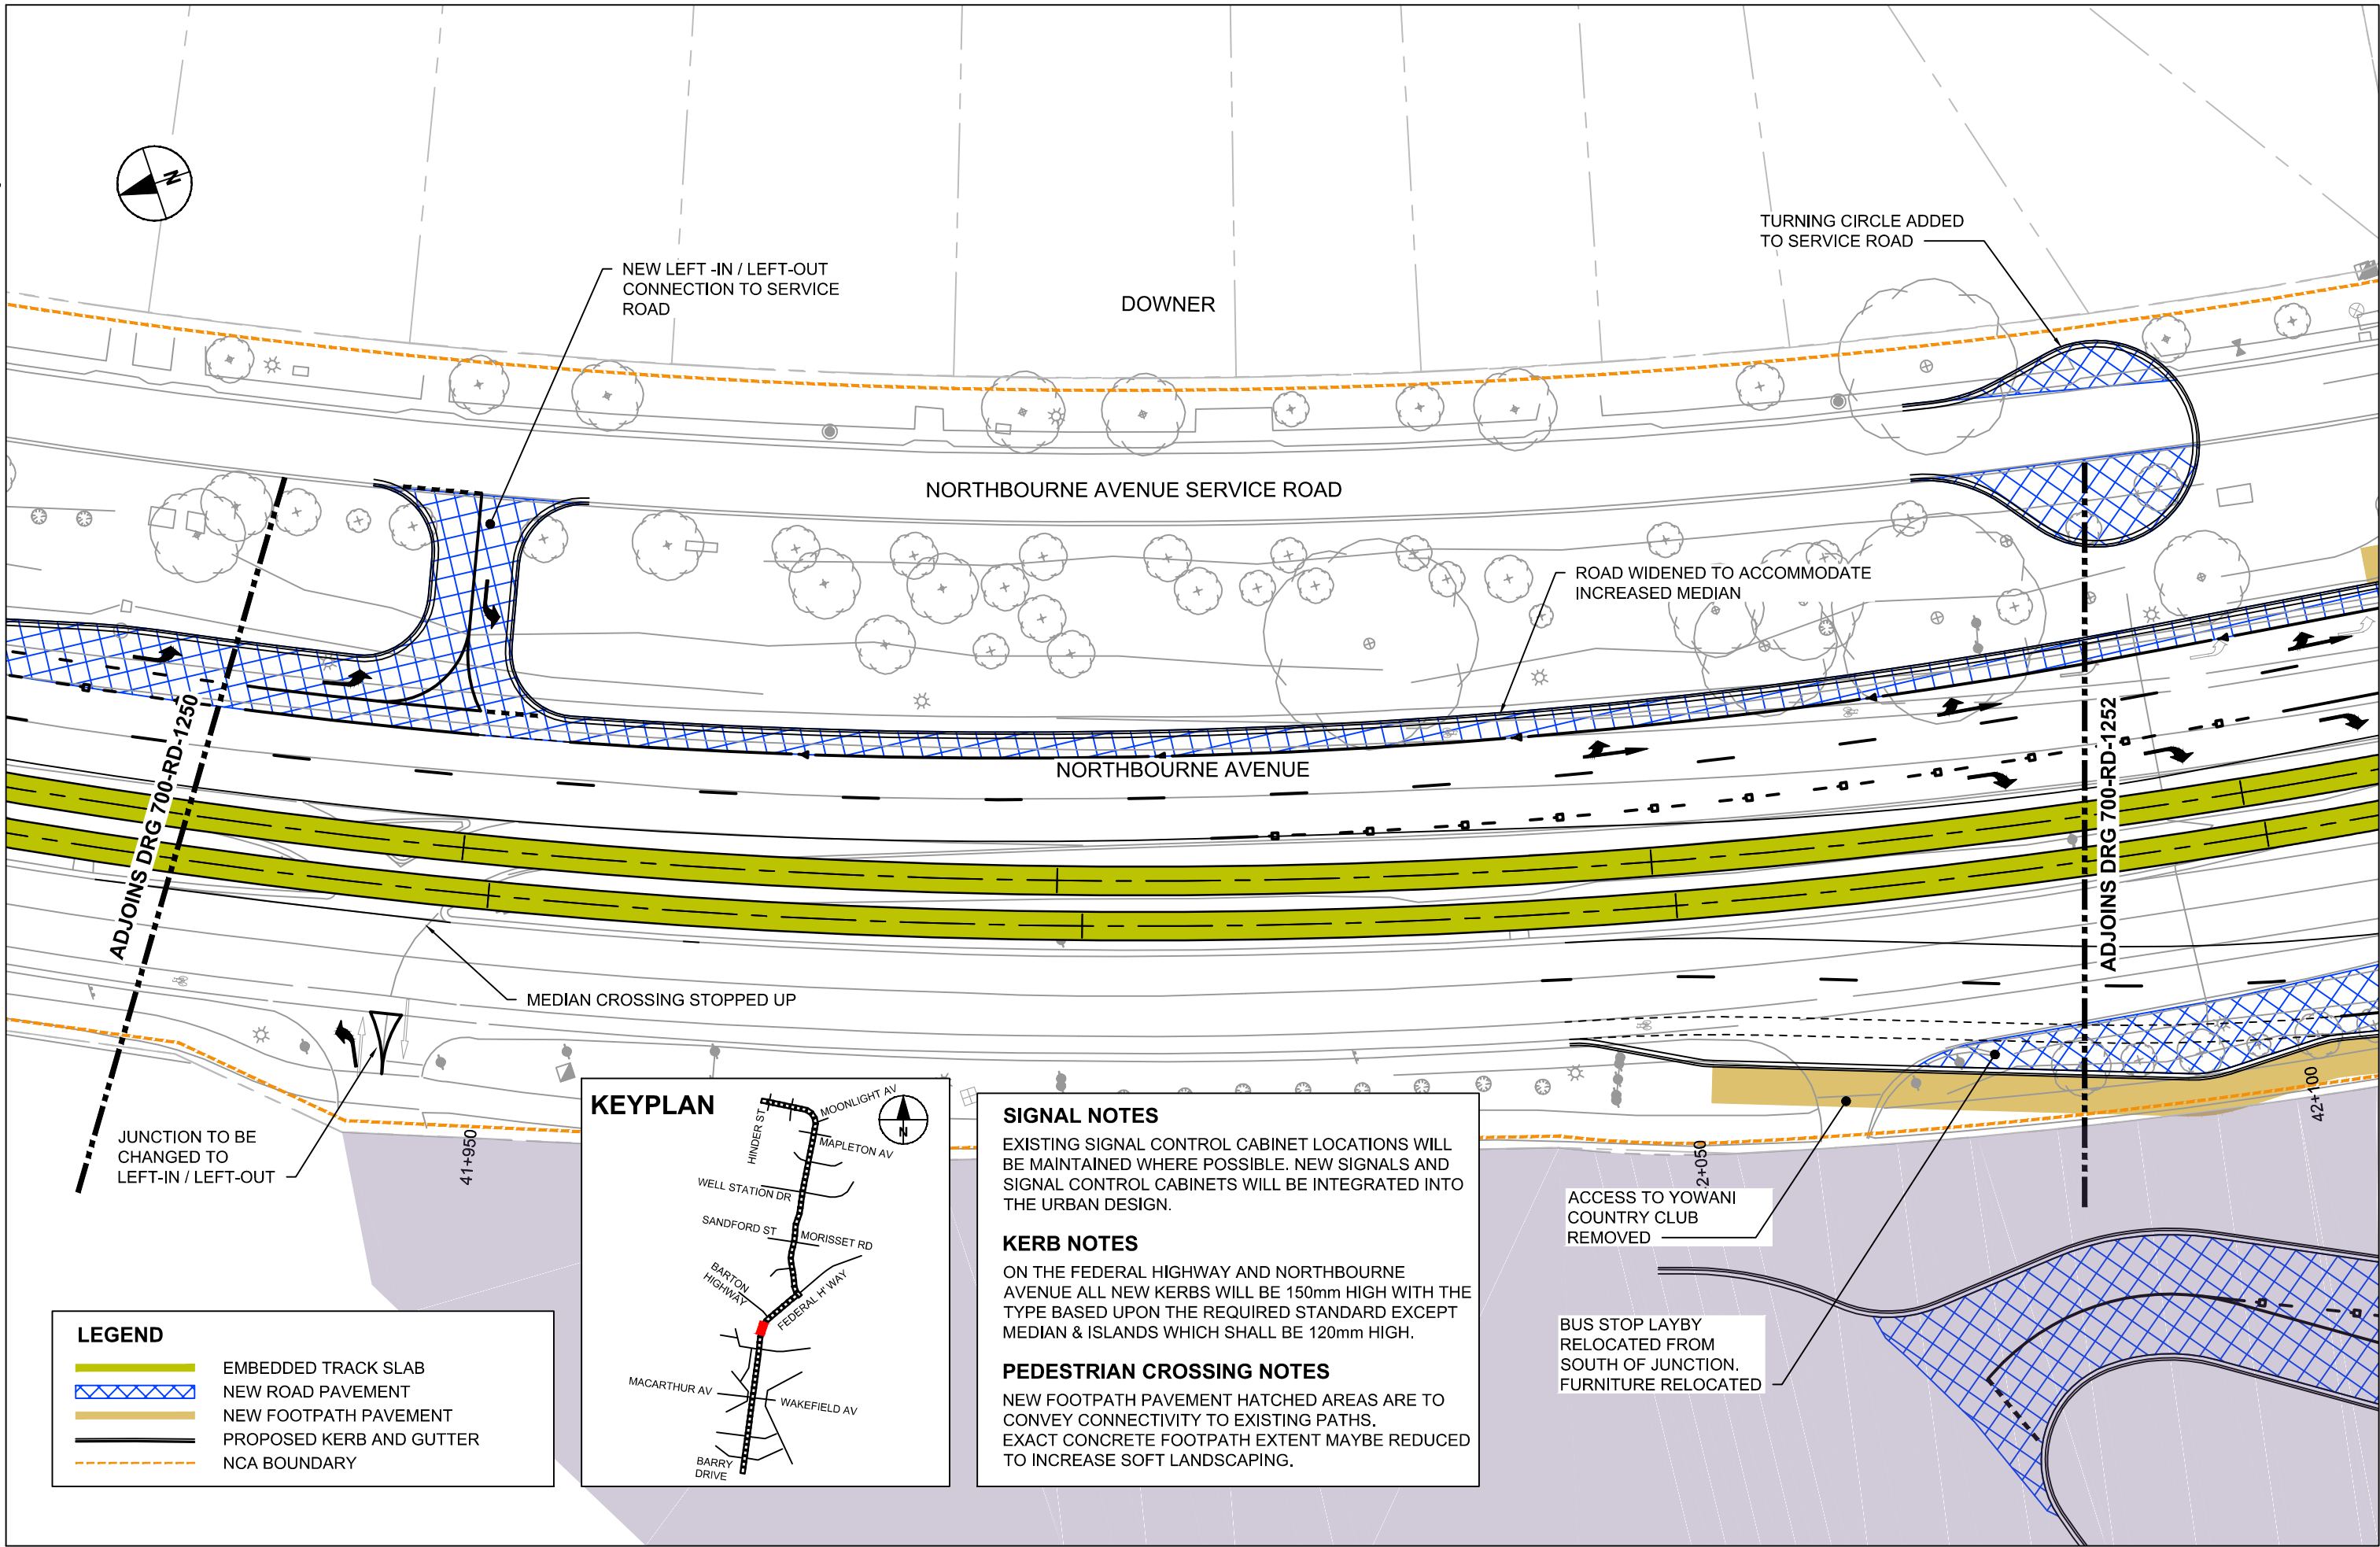 N
TURNING CIRCLE ADDED
TO SERVICE ROAD
NEW LEFT -IN / LEFT-OUT
CONNECTION TO SERVICE
ROAD
DOWNER
NORTHBOURNE AVENUE SERVICE ROAD
ROAD WIDENED TO ACCOMMODATE
INCREASED MEDIAN
NORTHBOURNE AVENUE
ADJOINS DRG 700-RD-1250
ADJOINS DRG 700-RD-1252
MEDIAN CROSSING STOPPED UP
JUNCTION TO BE
CHANGED TO
LEFT-IN / LEFT-OUT
41+950
2+050
42+100
ACCESS TO YOWANI
COUNTRY CLUB
REMOVED
BUS STOP LAYBY
RELOCATED FROM
SOUTH OF JUNCTION.
FURNITURE RELOCATED
LEGEND
EMBEDDED TRACK SLAB
NEW ROAD PAVEMENT
NEW FOOTPATH PAVEMENT
PROPOSED KERB AND GUTTER
NCA BOUNDARY
KEYPLAN
N
HINDER ST
MOONLIGHT AV
MAPLETON AV
WELL STATION DR
SANDFORD ST
MORISSET RD
BARTON
HIGHWAY
FEDERAL H' WAY
MACARTHUR AV
WAKEFIELD AV
BARRY
DRIVE
SIGNAL NOTES
EXISTING SIGNAL CONTROL CABINET LOCATIONS WILL
BE MAINTAINED WHERE POSSIBLE. NEW SIGNALS AND
SIGNAL CONTROL CABINETS WILL BE INTEGRATED INTO
THE URBAN DESIGN.
KERB NOTES
ON THE FEDERAL HIGHWAY AND NORTHBOURNE
AVENUE ALL NEW KERBS WILL BE 150mm HIGH WITH THE
TYPE BASED UPON THE REQUIRED STANDARD EXCEPT
MEDIAN & ISLANDS WHICH SHALL BE 120mm HIGH.
PEDESTRIAN CROSSING NOTES
NEW FOOTPATH PAVEMENT HATCHED AREAS ARE TO
CONVEY CONNECTIVITY TO EXISTING PATHS.
EXACT CONCRETE FOOTPATH EXTENT MAYBE REDUCED
TO INCREASE SOFT LANDSCAPING.